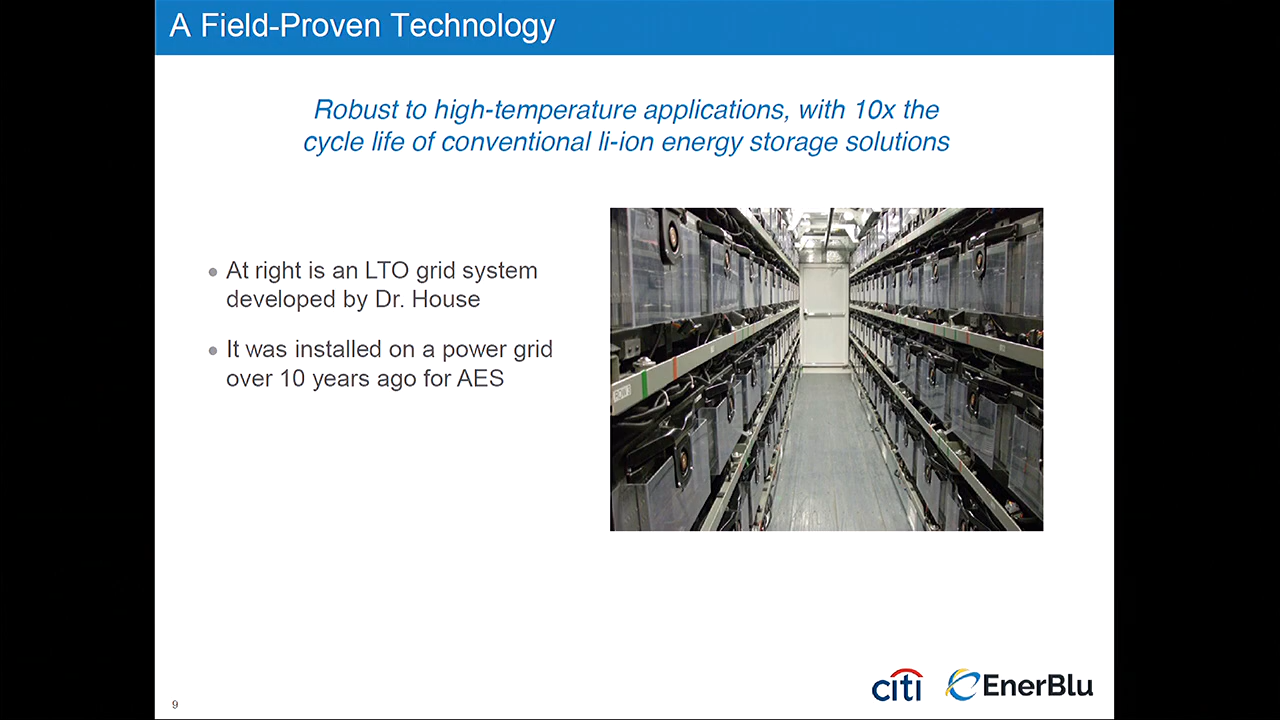 A Field-Proven Technology
Robust to high-temperature applications, with 10x the
cycle life of conventional li-ion energy storage solutions
At right is an LTO grid system
developed by Dr. House
It was installed on a power grid
over 10 years ago for AES
9
citi
EnerBlu